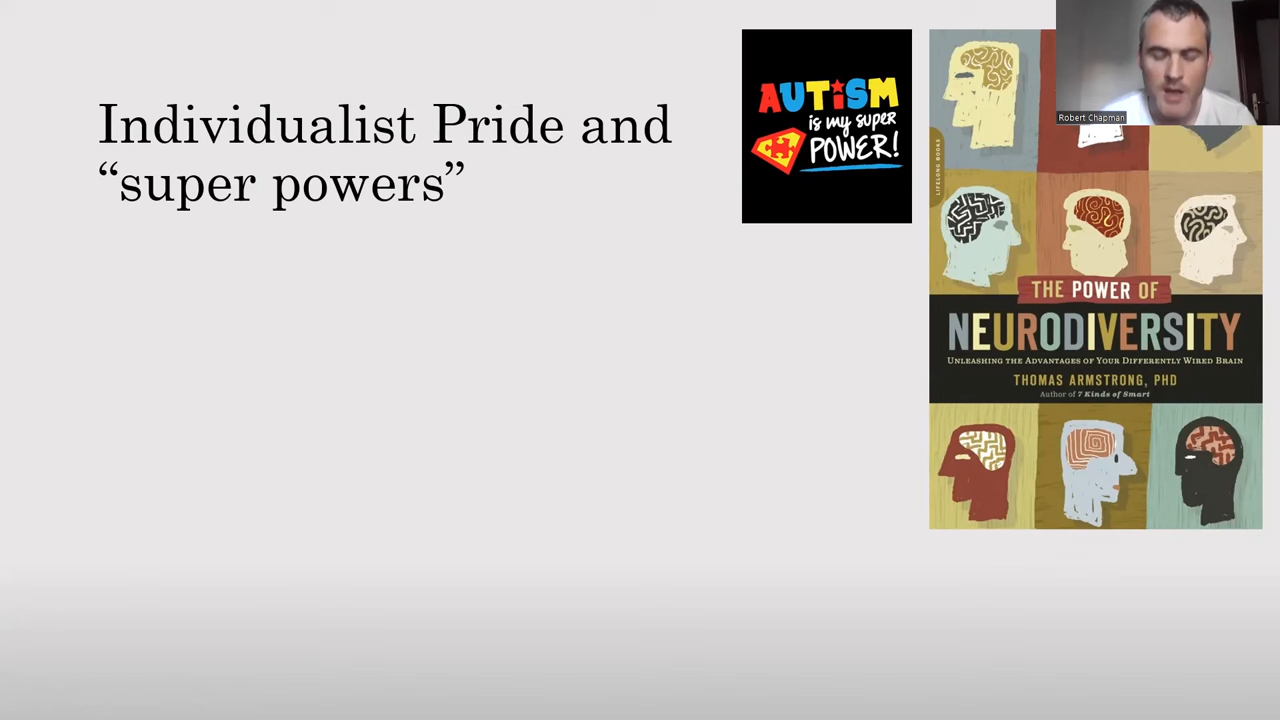 Individualist Pride and
“super powers”
AUTiSM
is my super
POWER!
Robert Chapman
LIFELONG BOOKS
THE POWER OF
NEURODIVERSITY
UNLEASHING THE ADVANTAGES OF YOUR DIFFERENTLY WIRED BRAIN
THOMAS ARMSTRONG, PHD
Author of 7 Kinds of Smart